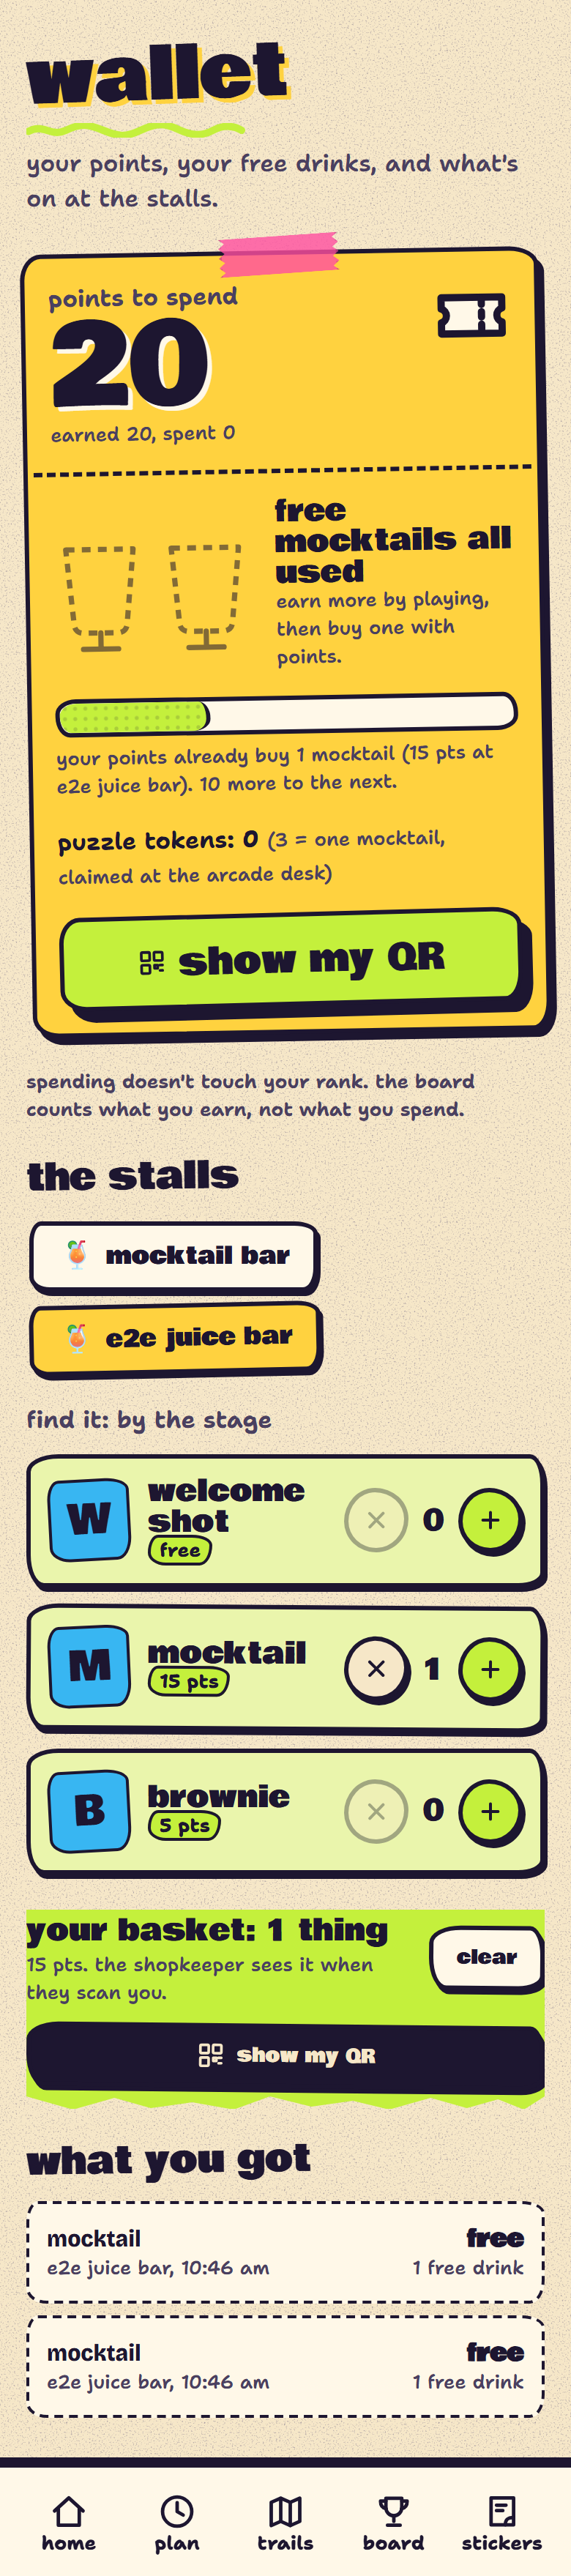 wallet
your points, your free drinks, and what's
on at the stalls.
points to spend
20
earned 20, spent 0
free
mocktails all
used
earn more by playing,
then buy one with
points.
your points already buy 1 mocktail (15 pts at
e2e juice bar). 10 more to the next.
puzzle tokens: 0 (3 = one mocktail,
claimed at the arcade desk)
show my QR
spending doesn't touch your rank. the board
counts what you earn, not what you spend.
the stalls
mocktail bar
e2e juice bar
find it: by the stage
W
welcome
shot
free
0
M
mocktail
15 pts
1
B
brownie
5 pts
0
your basket: 1 thing
15 pts. the shopkeeper sees it when
they scan you.
clear
show my QR
what you got
mocktail free
e2e juice bar, 10:46 am 1 free drink
mocktail free
e2e juice bar, 10:46 am 1 free drink
home plan trails board stickers